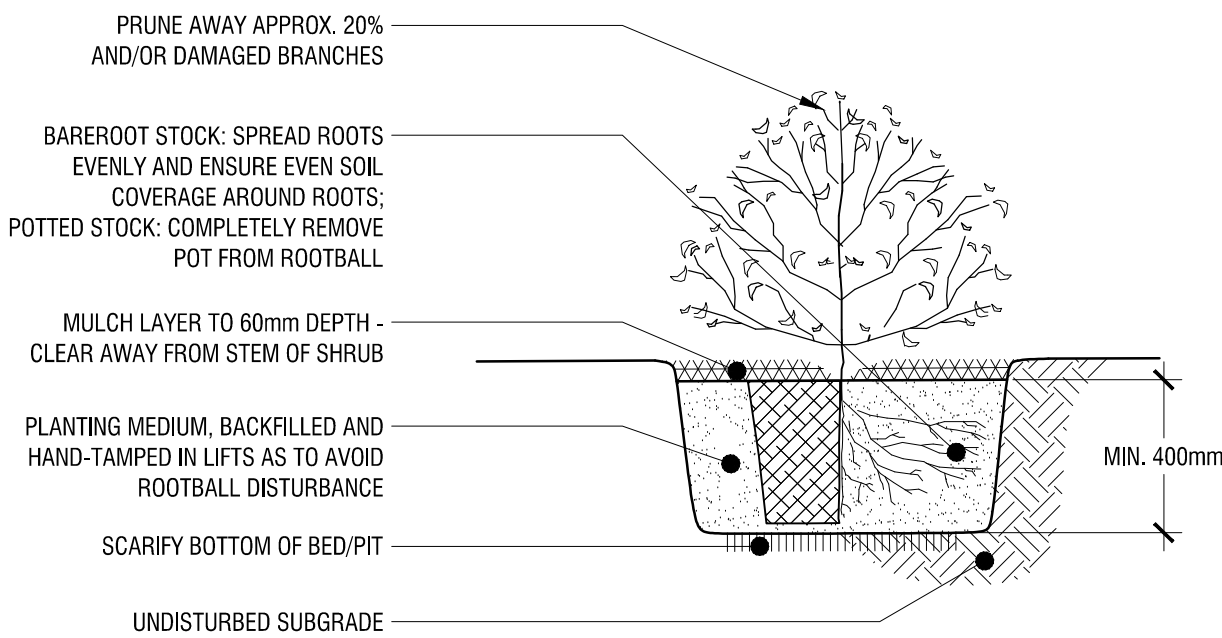 PRUNE AWAY APPROX. 20%
AND/OR DAMAGED BRANCHES
BAREROOT STOCK: SPREAD ROOTS
EVENLY AND ENSURE EVEN SOIL
COVERAGE AROUND ROOTS;
POTTED STOCK: COMPLETELY REMOVE
POT FROM ROOTBALL
MULCH LAYER TO 60mm DEPTH -
CLEAR AWAY FROM STEM OF SHRUB
PLANTING MEDIUM, BACKFILLED AND
HAND-TAMPED IN LIFTS AS TO AVOID
ROOTBALL DISTURBANCE
SCARIFY BOTTOM OF BED/PIT
UNDISTURBED SUBGRADE
MIN. 400mm